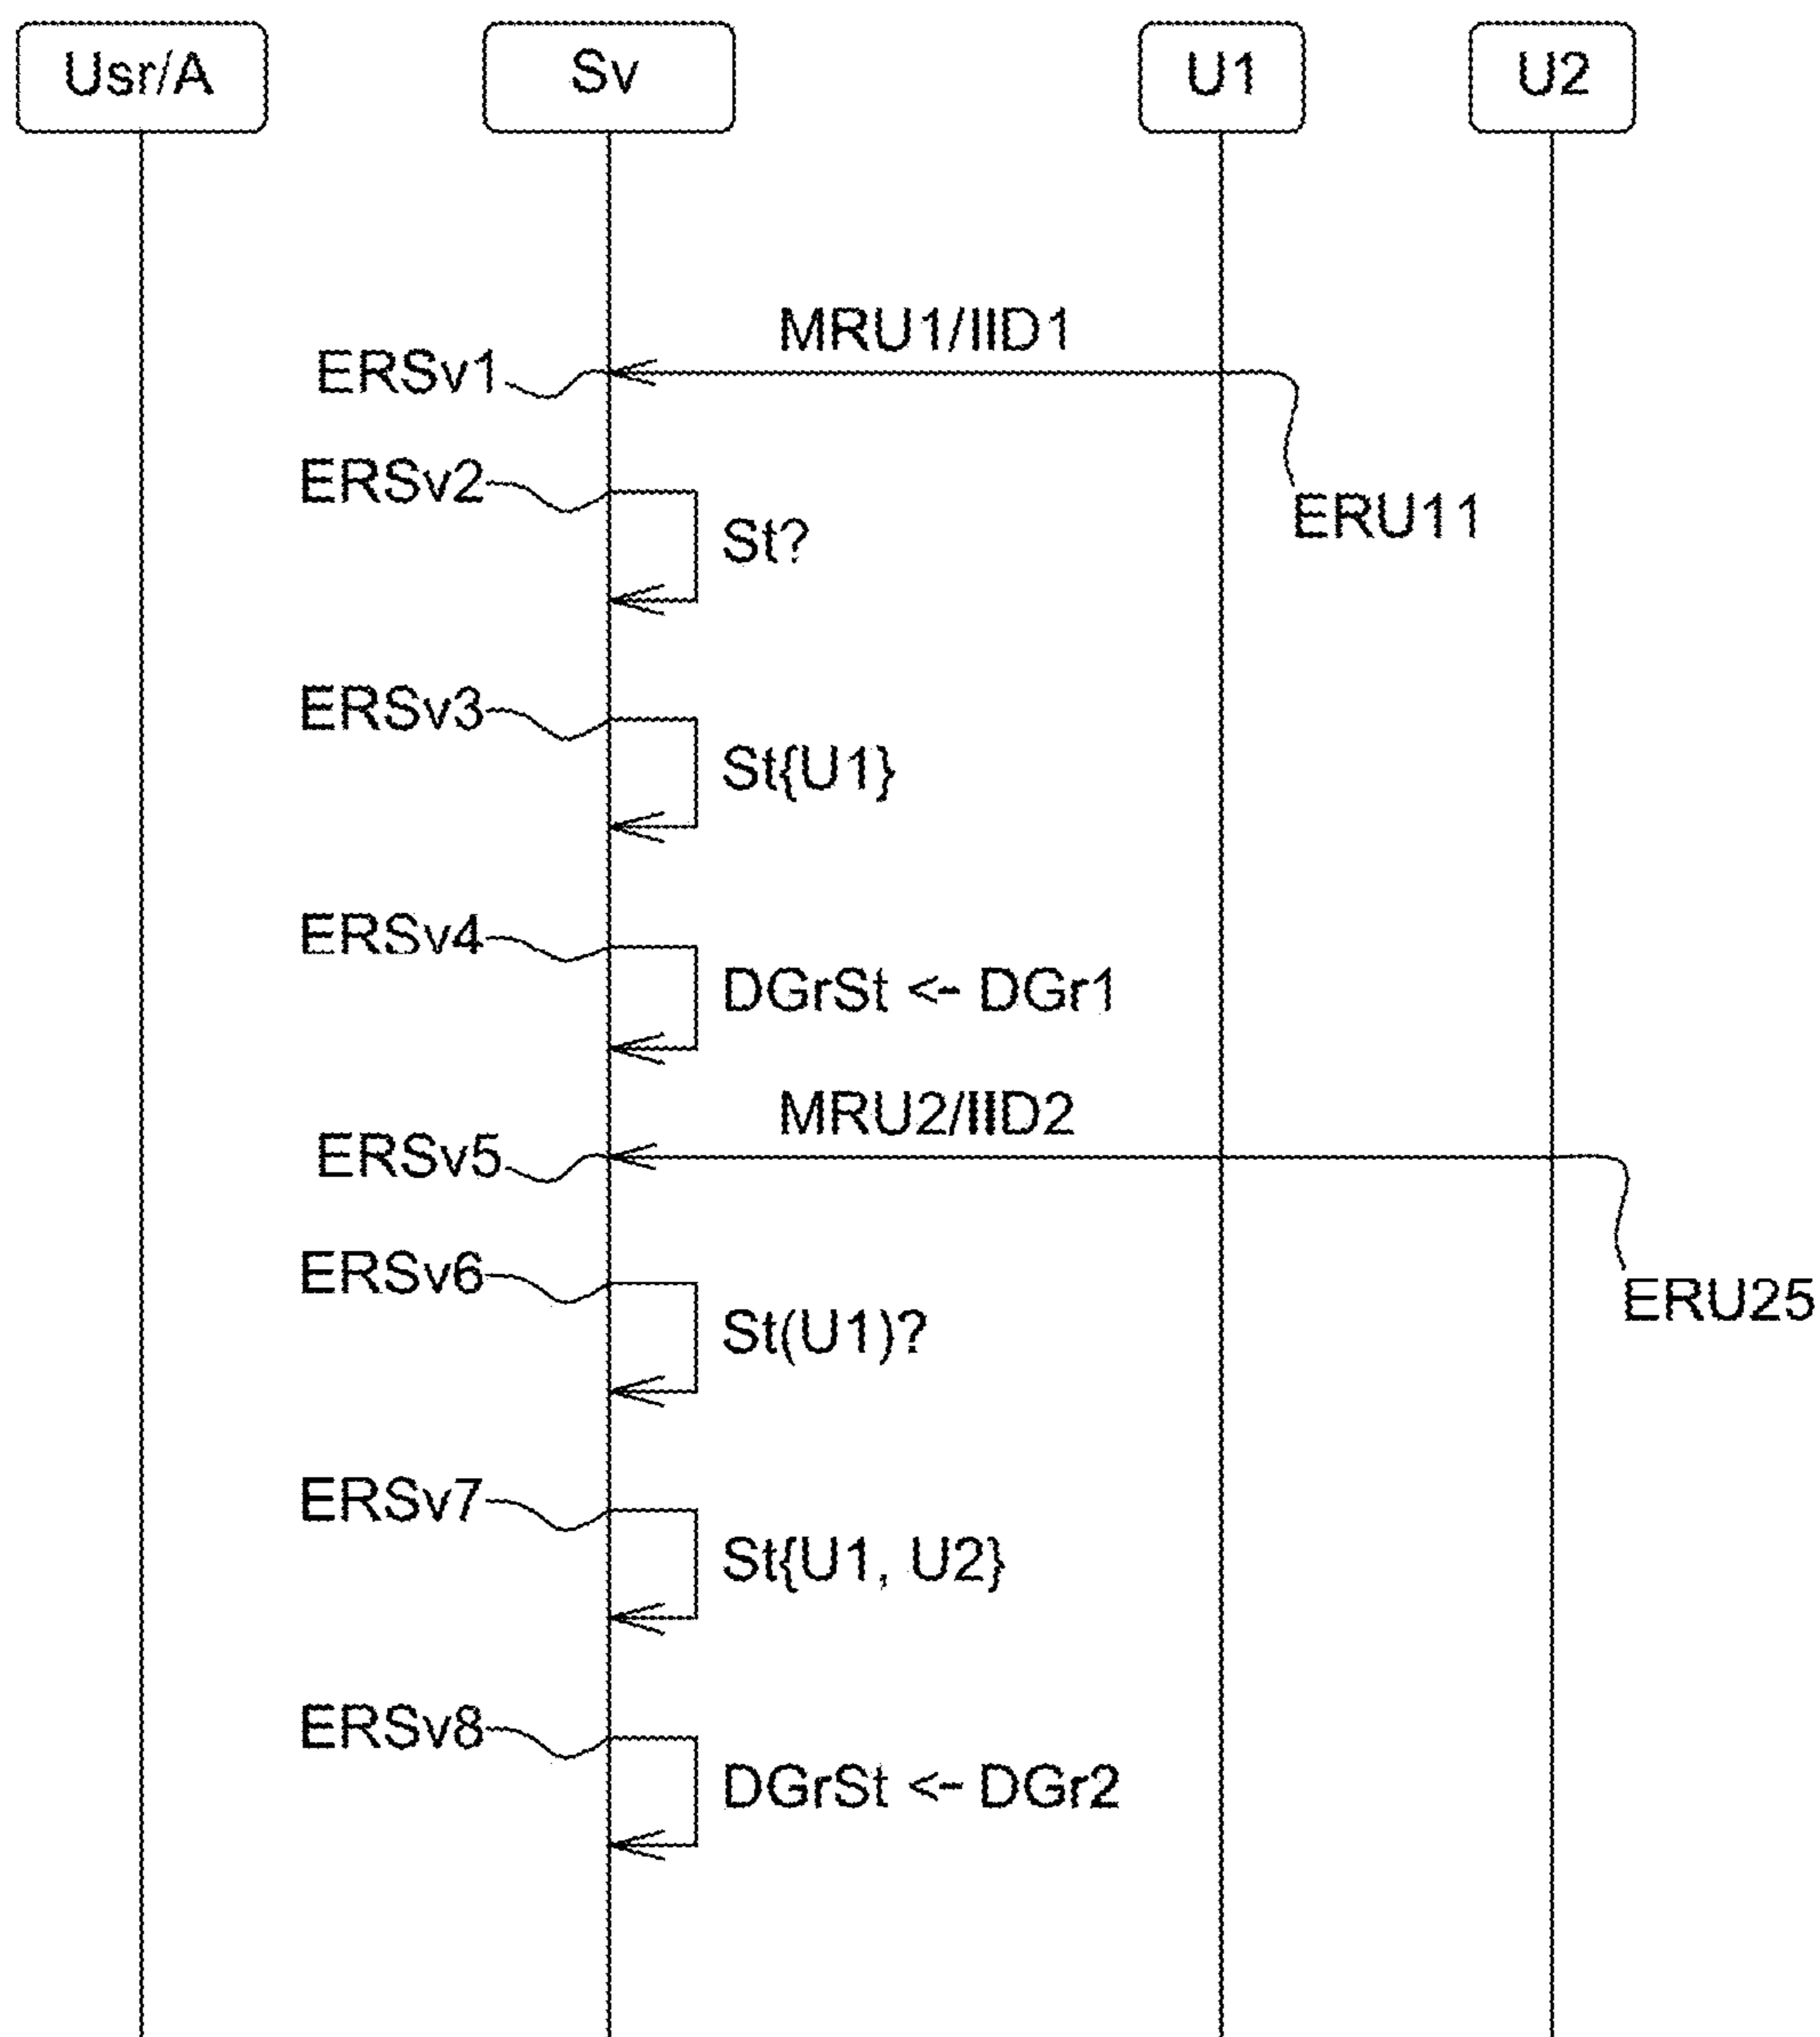 Usr/A Sv U1 U2
MRU1/IID1
ERSv1
ERSv2
ERU11
St?
ERSv3
St{U1}
ERSv4
DGrSt <- DGr1
MRU2/IID2
ERSv5
ERSv6
ERU25
St(U1)?
ERSv7
St{U1, U2}
ERSv8
DGrSt <- DGr2